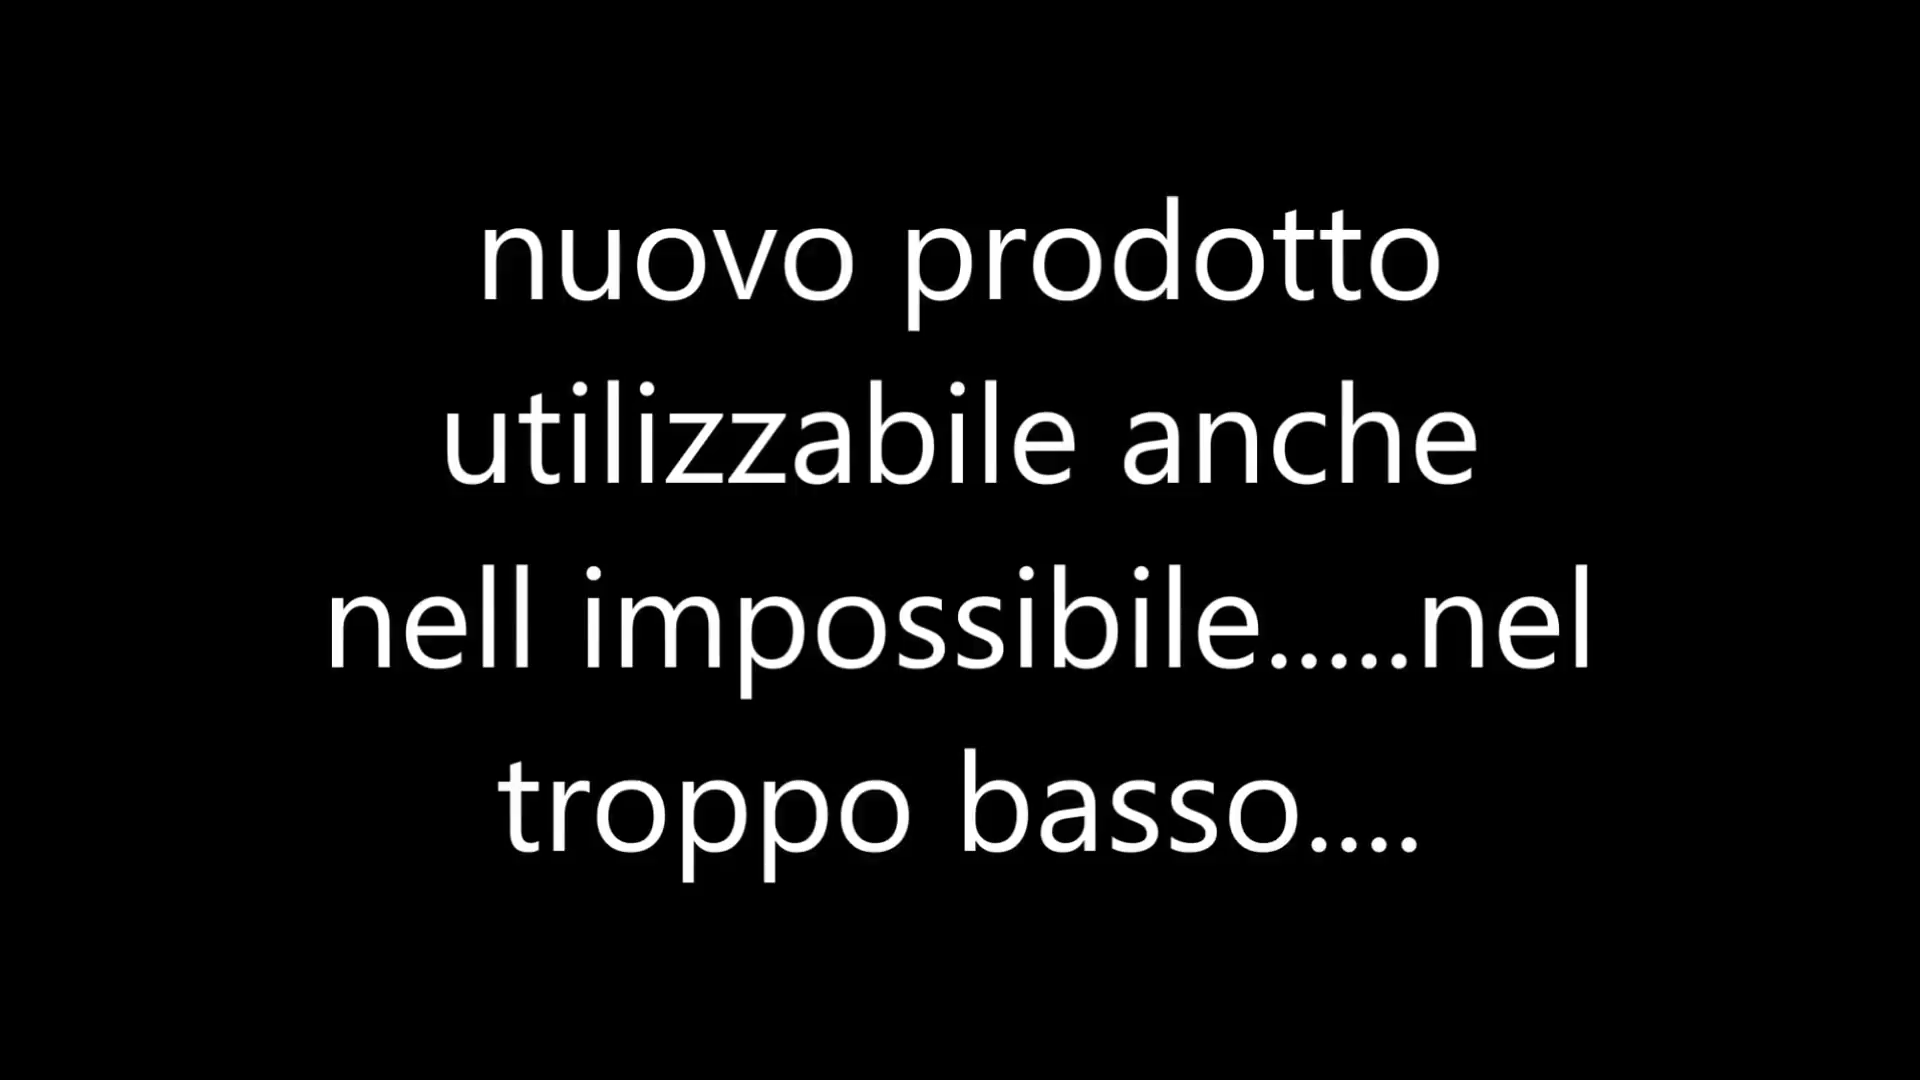 nuovo prodotto
utilizzabile anche
nell impossibile.....nel
troppo basso....